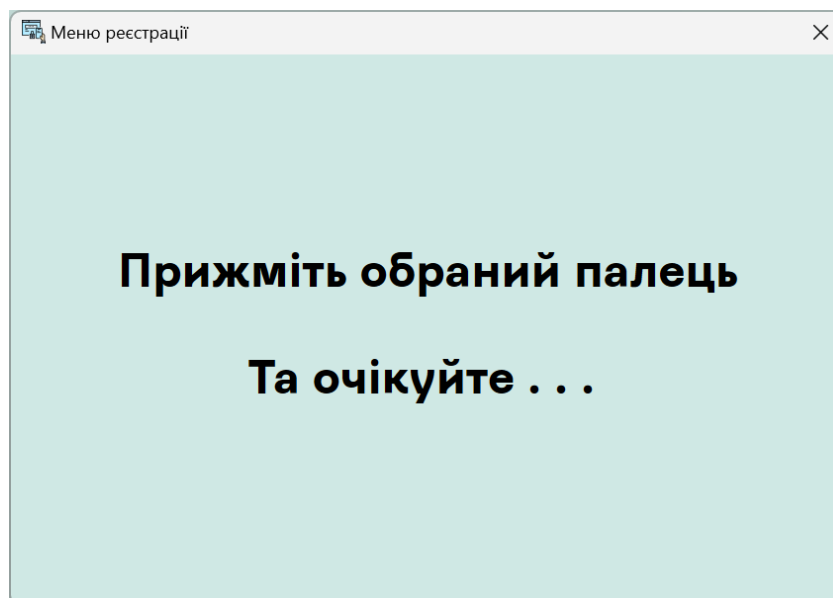 Меню реєстрації
Прижміть обраний палець
Та очікуйте . . .